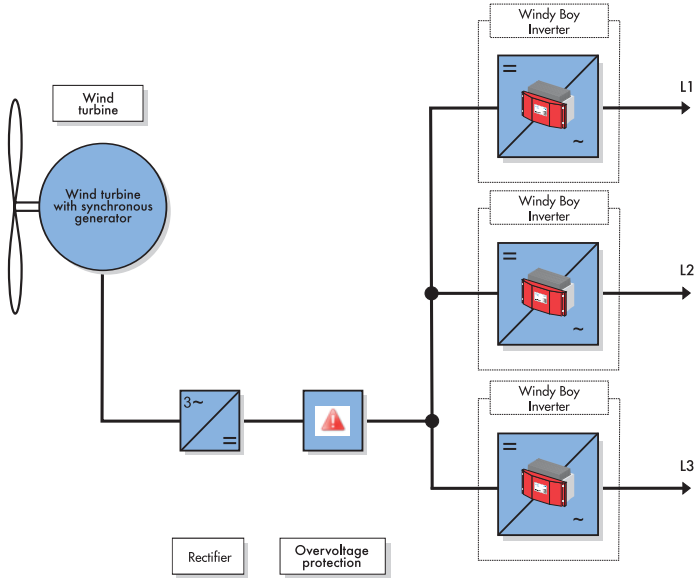 Windy Boy
Inverter
=
~
L1
Wind
turbine
Wind turbine
with synchronous
generator
Windy Boy
Inverter
=
~
L2
Windy Boy
Inverter
=
~
L3
3~
=
Rectifier
Overvoltage
protection